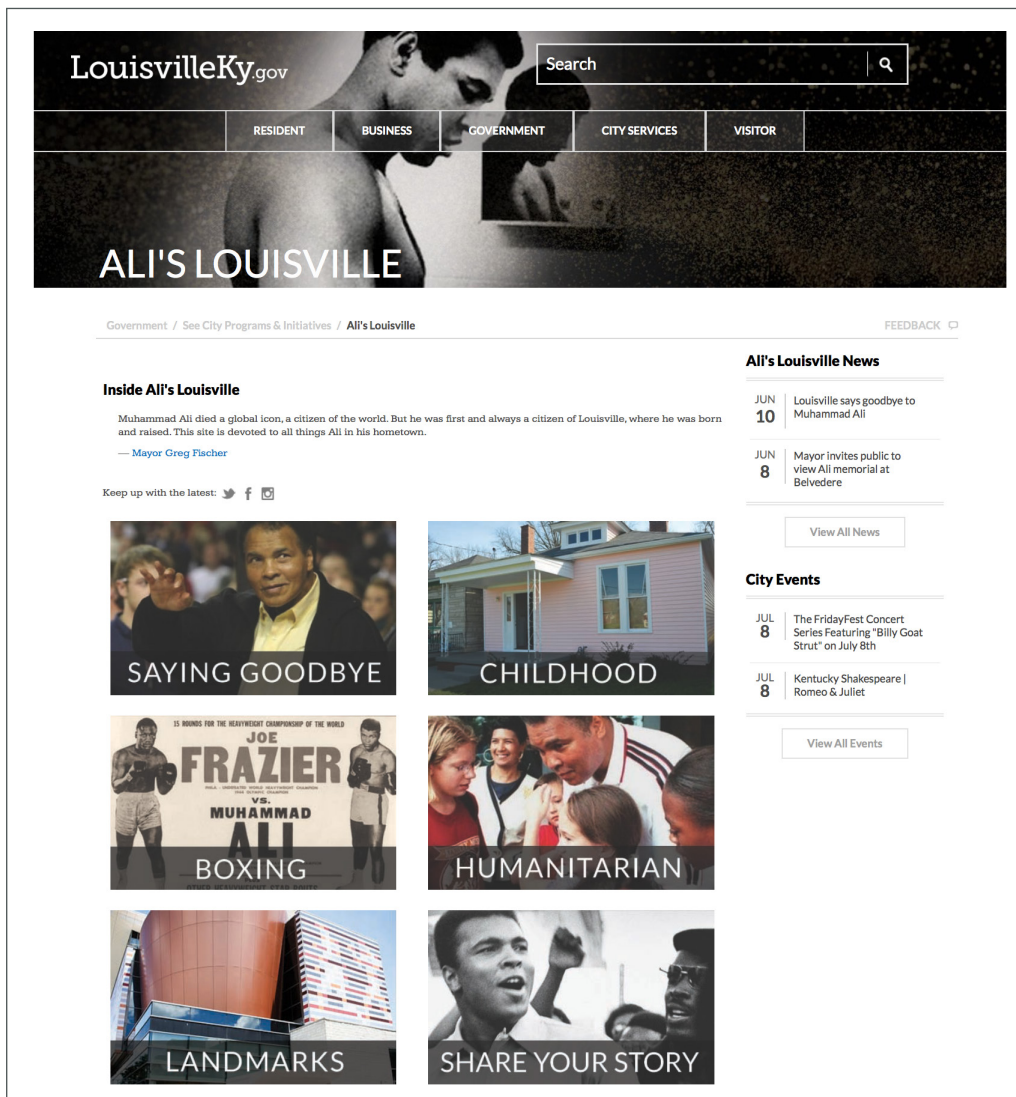 LouisvilleKy.gov
Search
RESIDENT
BUSINESS
GOVERNMENT
CITY SERVICES
VISITOR
ALI'S LOUISVILLE
Government / See City Programs & Initiatives / Ali's Louisville
FEEDBACK
Inside Ali's Louisville
Muhammad Ali died a global icon, a citizen of the world. But he was first and always a citizen of Louisville, where he was born
and raised. This site is devoted to all things Ali in his hometown.
— Mayor Greg Fischer
Keep up with the latest:
SAYING GOODBYE
CHILDHOOD
15 ROUNDS FOR THE HEAVYWEIGHT CHAMPIONSHIP OF THE WORLD
JOE
FRAZIER
VS.
MUHAMMAD
ALI
BOXING
HUMANITARIAN
LANDMARKS
SHARE YOUR STORY
Ali's Louisville News
JUN
10
Louisville says goodbye to
Muhammad Ali
JUN
8
Mayor invites public to
view Ali memorial at
Belvedere
View All News
City Events
JUL
8
The FridayFest Concert
Series Featuring "Billy Goat
Strut" on July 8th
JUL
8
Kentucky Shakespeare |
Romeo & Juliet
View All Events